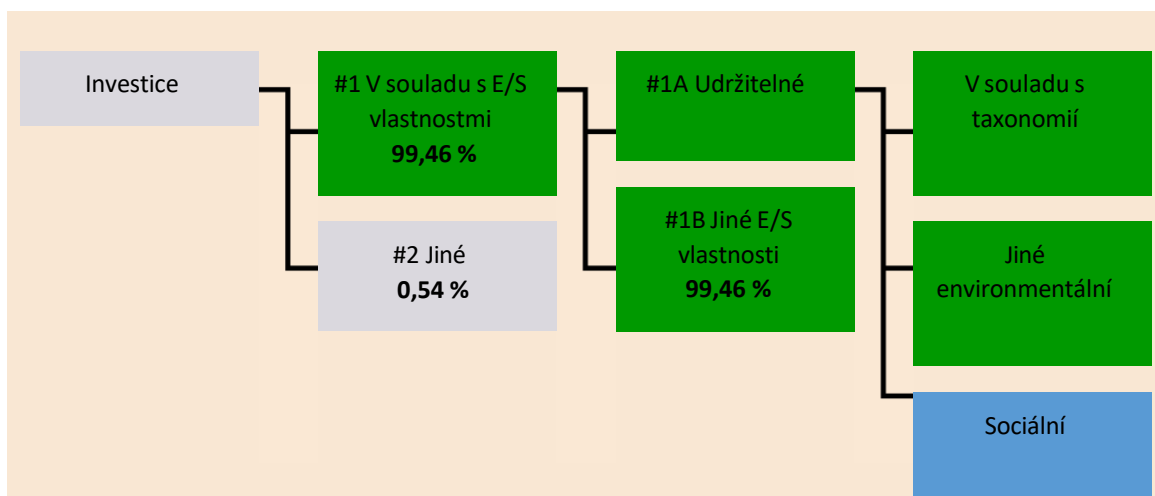 Investice
#1 V souladu s E/S
vlastnostmi
99,46 %
#2 Jiné
0,54 %
#1A Udržitelné
#1B Jiné E/S
vlastnosti
99,46 %
V souladu s
taxonomií
Jiné
environmentální
Sociální